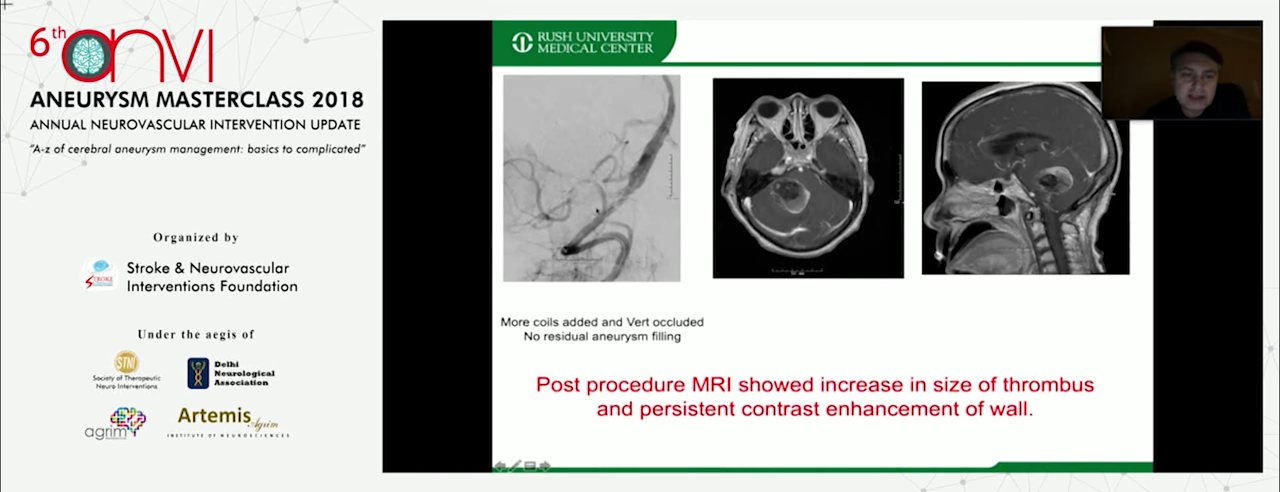 6th anvi
ANEURYSM MASTERCLASS 2018
ANNUAL NEUROVASCULAR INTERVENTION UPDATE
"A-z of cerebral aneurysm management: basics to complicated"
Organized by
STROKE
Stroke & Neurovascular
Interventions Foundation
Under the aegis of
STNI
Society of Therapeutic
Neuro Interventions
Delhi
Neurological
Association
agrim
Artemis Agrim
INSTITUTE OF NEUROSCIENCES
RUSH UNIVERSITY
MEDICAL CENTER
More coils added and Vert occluded
No residual aneurysm filling
Post procedure MRI showed increase in size of thrombus
and persistent contrast enhancement of wall.